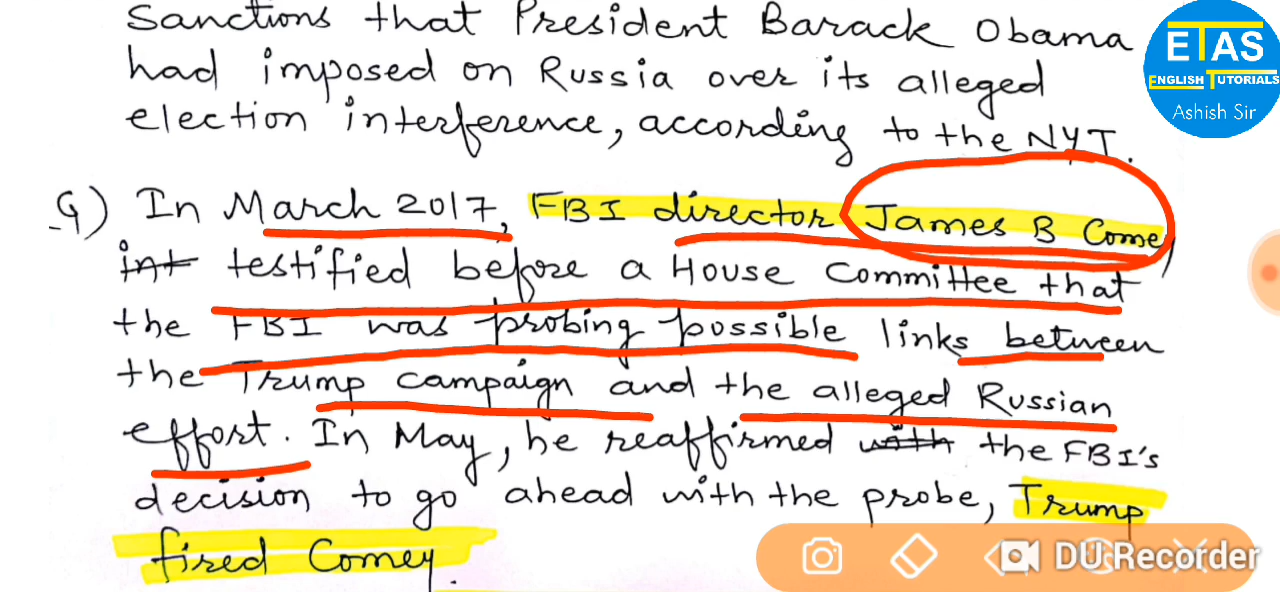 Sanctions that President Barack Obama
had imposed on Russia over its alleged
election interference, according to the NYT.
9) In March 2017, FBI director James B Comey
int testified before a House Committee that
the FBI was probing possible links between
the Trump campaign and the alleged Russian
effort. In May, he reaffirmed with the FBI's
decision to go ahead with the probe, Trump
fired Comey.
ETAS
ENGLISH TUTORIALS
Ashish Sir
DU Recorder